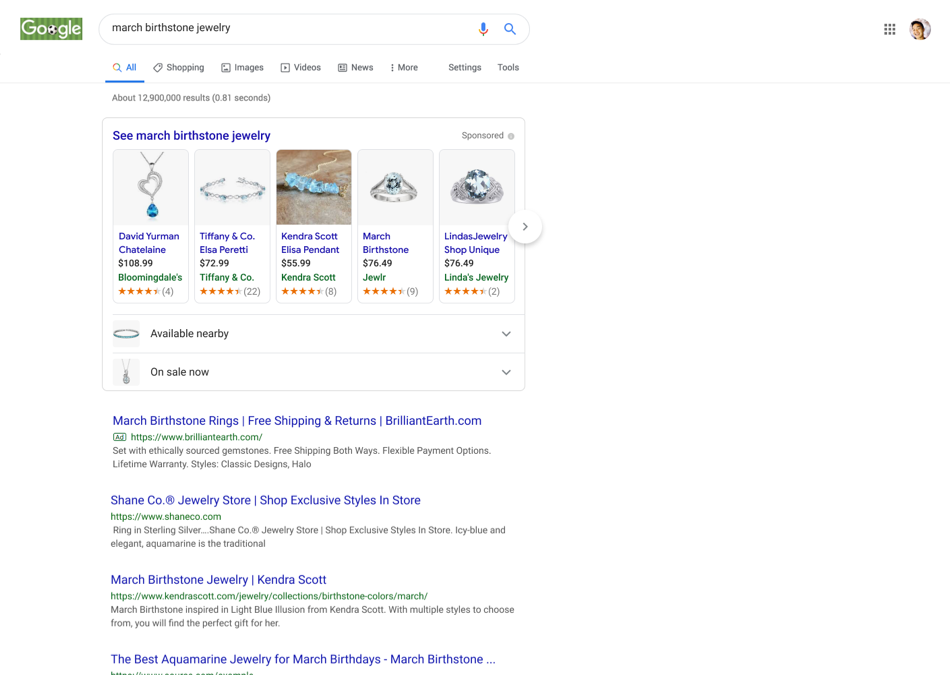 Google
march birthstone jewelry
All Shopping Images Videos News More Settings Tools
About 12,900,000 results (0.81 seconds)
See march birthstone jewelry
Sponsored
David Yurman
Chatelaine
$108.99
Bloomingdale's
(4)
Tiffany & Co.
Elsa Peretti
$72.99
Tiffany & Co.
(22)
Kendra Scott
Elisa Pendant
$55.99
Kendra Scott
(8)
March
Birthstone
$76.49
Jewlr
(9)
LindasJewelry
Shop Unique
$76.49
Linda's Jewelry
(2)
Available nearby
On sale now
March Birthstone Rings | Free Shipping & Returns | BrilliantEarth.com
Ad https://www.brilliantearth.com/
Set with ethically sourced gemstones. Free Shipping Both Ways. Flexible Payment Options.
Lifetime Warranty. Styles: Classic Designs, Halo
Shane Co.® Jewelry Store | Shop Exclusive Styles In Store
https://www.shaneco.com
Ring in Sterling Silver....Shane Co.® Jewelry Store | Shop Exclusive Styles In Store. Icy-blue and
elegant, aquamarine is the traditional
March Birthstone Jewelry | Kendra Scott
https://www.kendrascott.com/jewelry/collections/birthstone-colors/march/
March Birthstone inspired in Light Blue Illusion from Kendra Scott. With multiple styles to choose
from, you will find the perfect gift for her.
The Best Aquamarine Jewelry for March Birthdays - March Birthstone ...